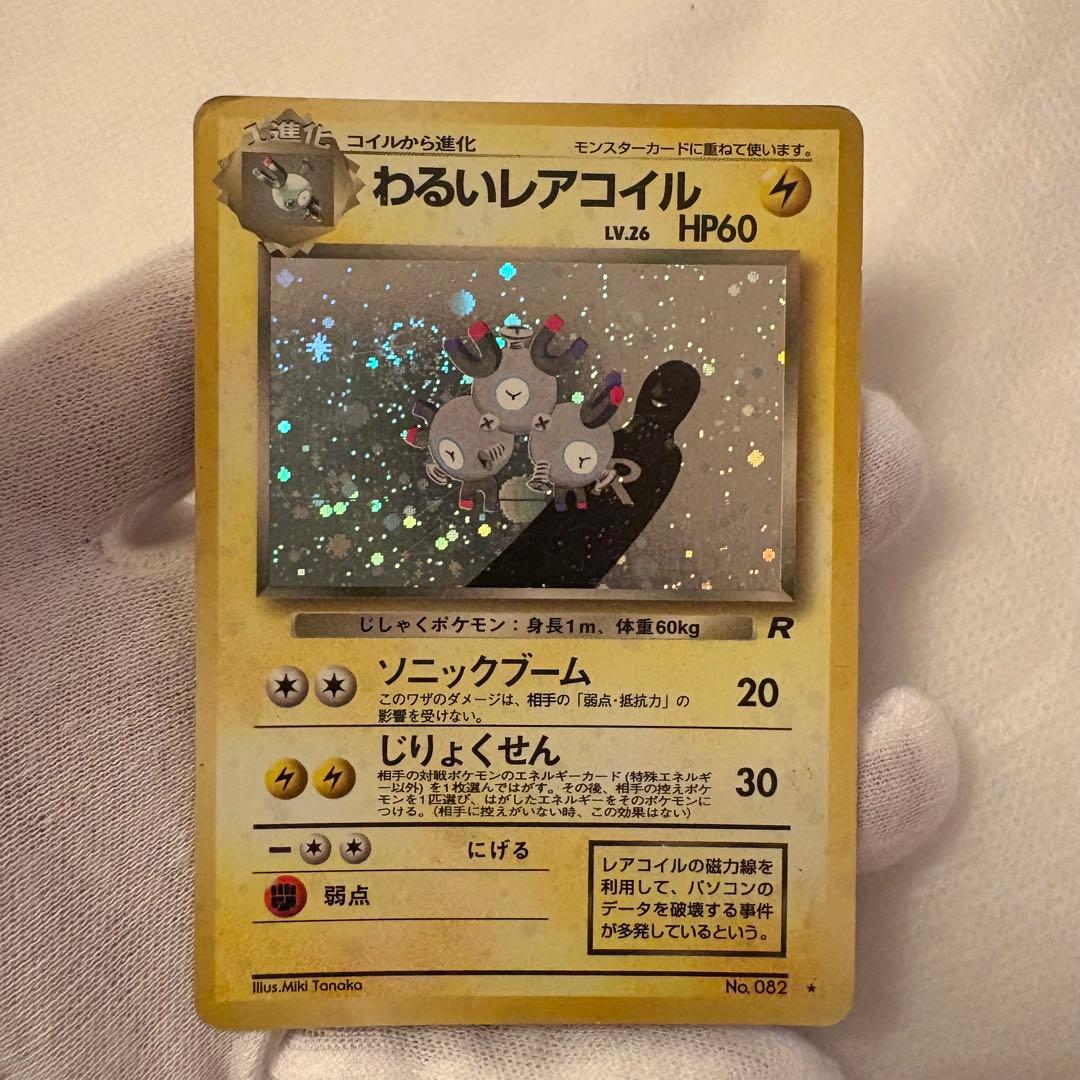 1進化
コイルから進化
モンスターカードに重ねて使います。
わるいレアコイル
LV.26 HP60
R
じしゃくポケモン：身長1m、体重60kg
R
ソニックブーム
20
このワザのダメージは、相手の「弱点・抵抗力」の
影響を受けない。
じりょくせん
30
相手の対戦ポケモンのエネルギーカード(特殊エネルギ
ー以外)を1枚選んではがす。その後、相手の控えポケ
モンを1匹選び、はがしたエネルギーをそのポケモンに
つける。(相手に控えがいない時、この効果はない)
にげる
弱点
レアコイルの磁力線を
利用して、パソコンの
データを破壊する事件
が多発しているという。
Illus.Miki Tanaka
No. 082 ★